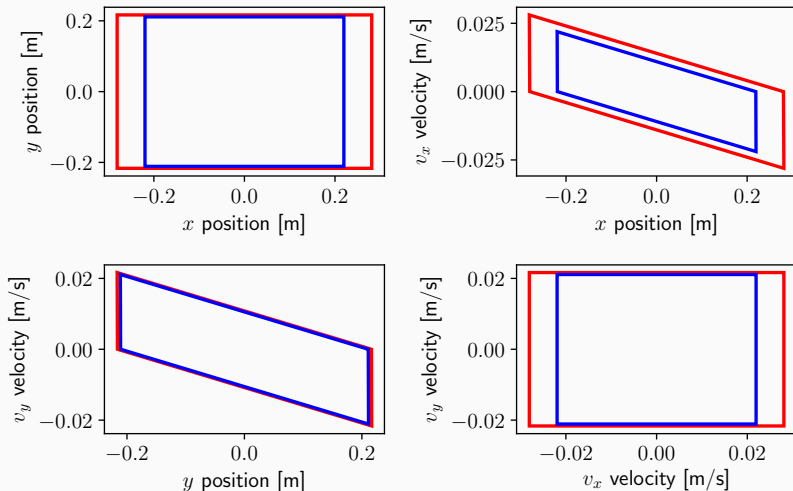 0.2
0.0
−0.2
y position [m]
−0.2 0.0 0.2
x position [m]
0.025
0.000
−0.025
v_x velocity [m/s]
−0.2 0.0 0.2
x position [m]
0.02
0.00
−0.02
v_y velocity [m/s]
−0.2 0.0 0.2
y position [m]
0.02
0.00
−0.02
v_y velocity [m/s]
−0.02 0.00 0.02
v_x velocity [m/s]